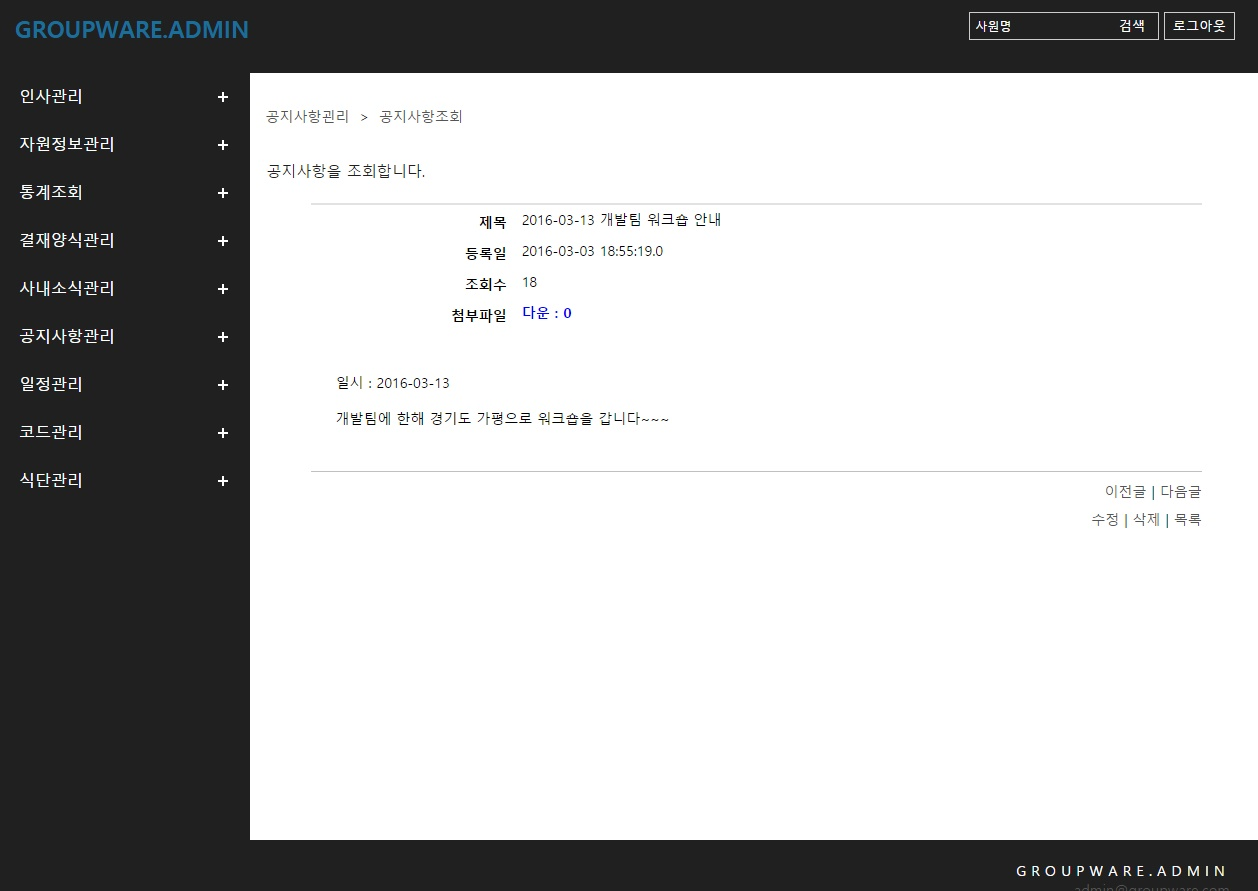 GROUPWARE.ADMIN
사원명 검색 로그아웃
인사관리 +
자원정보관리 +
통계조회 +
결재양식관리 +
사내소식관리 +
공지사항관리 +
일정관리 +
코드관리 +
식단관리 +
공지사항관리 > 공지사항조회
공지사항을 조회합니다.
제목 2016-03-13 개발팀 워크숍 안내
등록일 2016-03-03 18:55:19.0
조회수 18
첨부파일 다운 : 0
일시 : 2016-03-13
개발팀에 한해 경기도 가평으로 워크숍을 갑니다~~~
이전글 | 다음글
수정 | 삭제 | 목록
GROUPWARE.ADMIN
admin@groupware.com